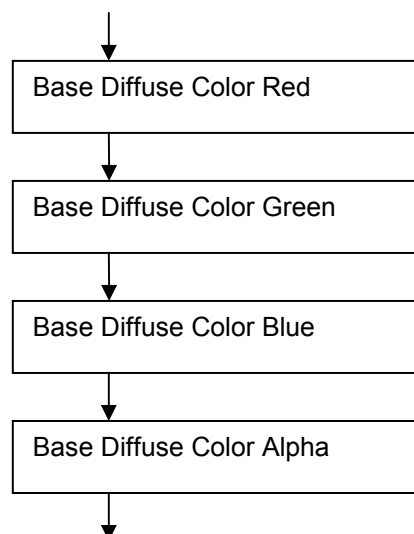 Base Diffuse Color Red
Base Diffuse Color Green
Base Diffuse Color Blue
Base Diffuse Color Alpha